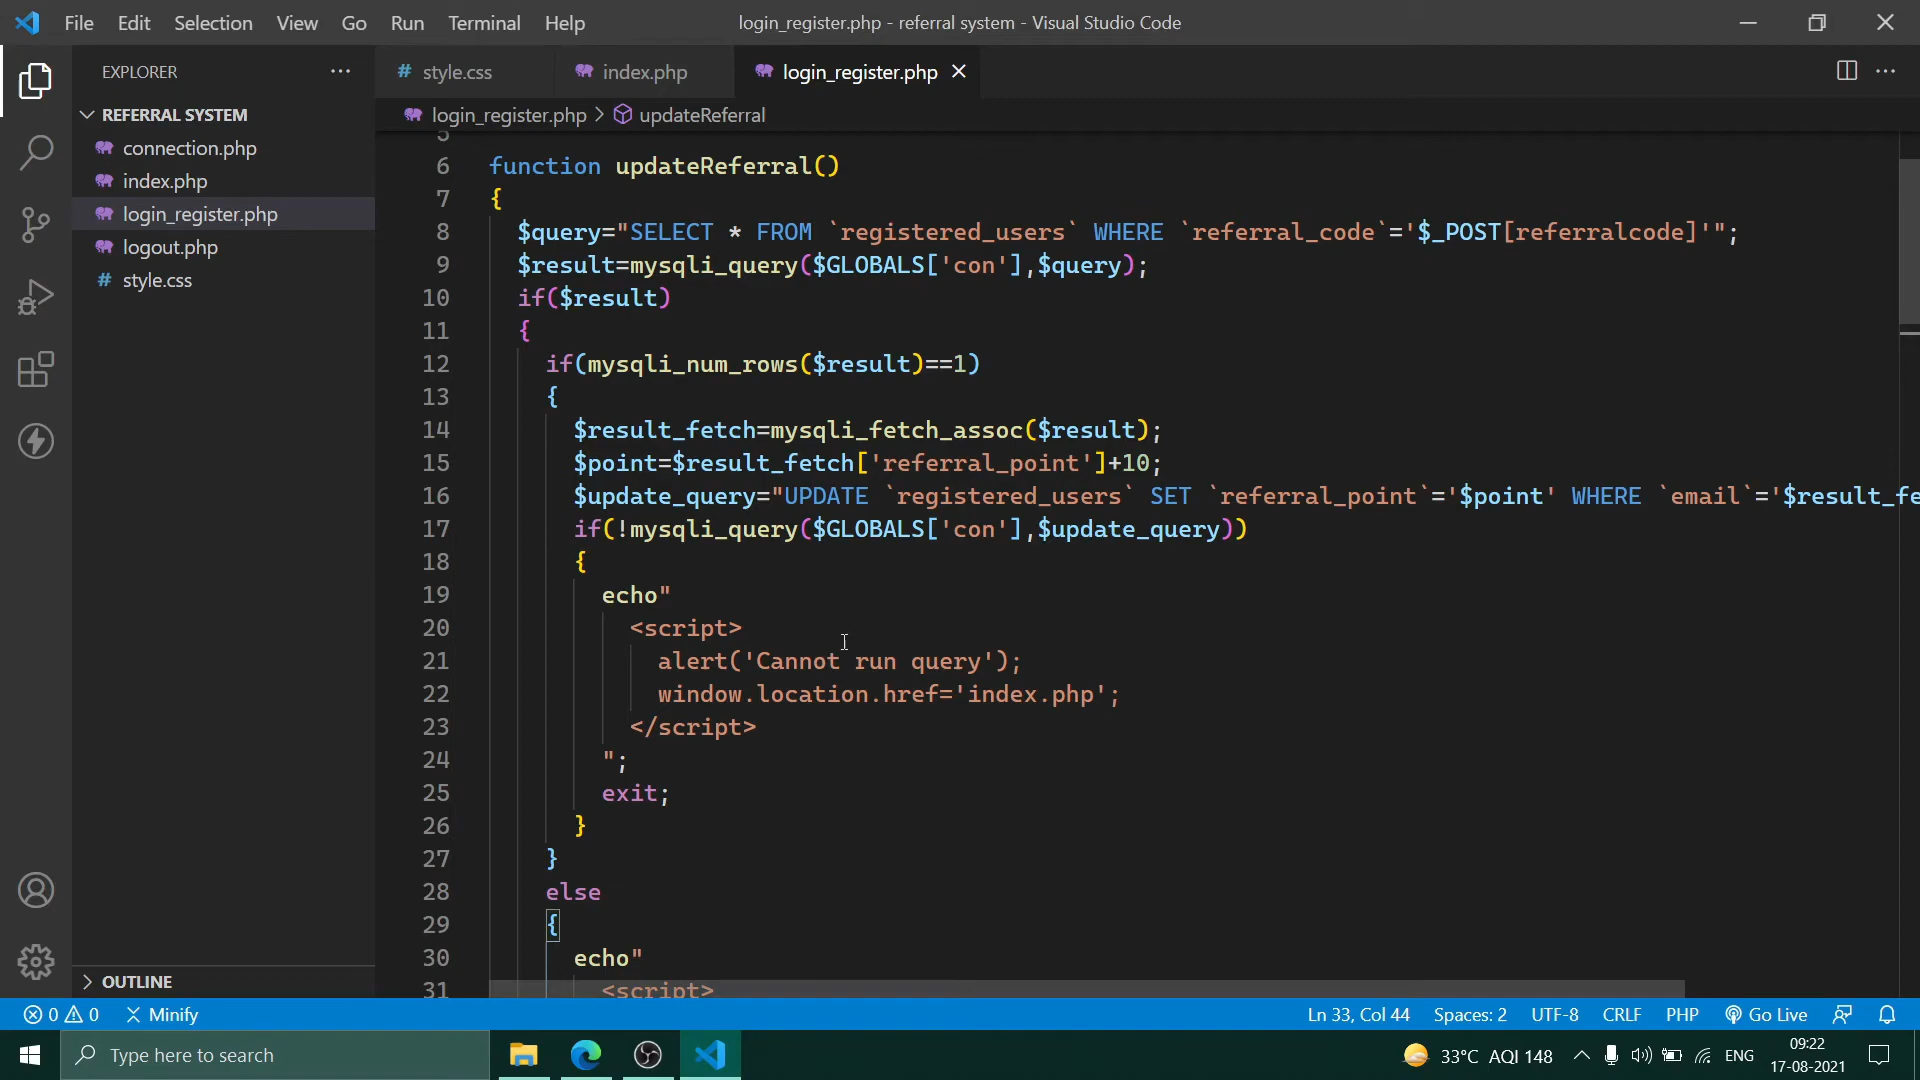 File Edit Selection View Go Run Terminal Help
login_register.php - referral system - Visual Studio Code
EXPLORER
style.css
index.php
login_register.php
REFERRAL SYSTEM
connection.php
index.php
login_register.php
logout.php
style.css
OUTLINE
login_register.php > updateReferral
5
6 function updateReferral()
7 {
8 $query="SELECT * FROM `registered_users` WHERE `referral_code`='$_POST[referralcode]'";
9 $result=mysqli_query($GLOBALS['con'],$query);
10 if($result)
11 {
12 if(mysqli_num_rows($result)==1)
13 {
14 $result_fetch=mysqli_fetch_assoc($result);
15 $point=$result_fetch['referral_point']+10;
16 $update_query="UPDATE `registered_users` SET `referral_point`='$point' WHERE `email`='$result_fe
17 if(!mysqli_query($GLOBALS['con'],$update_query))
18 {
19 echo"
20 <script>
21 alert('Cannot run query');
22 window.location.href='index.php';
23 </script>
24 ";
25 exit;
26 }
27 }
28 else
29 {
30 echo"
31 <script>
0 0 Minify
Ln 33, Col 44 Spaces: 2 UTF-8 CRLF PHP Go Live
Type here to search
33°C AQI 148
ENG
09:22
17-08-2021